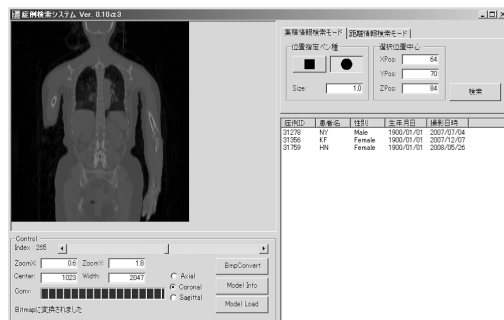 症例検索システム Ver. 0.10α3
集積情報検索モード 距離情報検索モード
位置指定ペン種
選択位置中心
XPos: 64
YPos: 70
ZPos: 84
Size: 1.0
検索
症例ID 患者名 性別 生年月日 撮影日時
31278 NY Male 1900/01/01 2007/07/04
31356 KF Female 1900/01/01 2007/12/07
31759 HN Female 1900/01/01 2008/05/26
Control
Index : 265
ZoomX: 0.6 ZoomY: 1.8
Center: 1023 Width: 2047
Conv:
Axial
Coronal
Sagittal
BmpConvert
Model Info
Model Load
Bitmapに変換されました